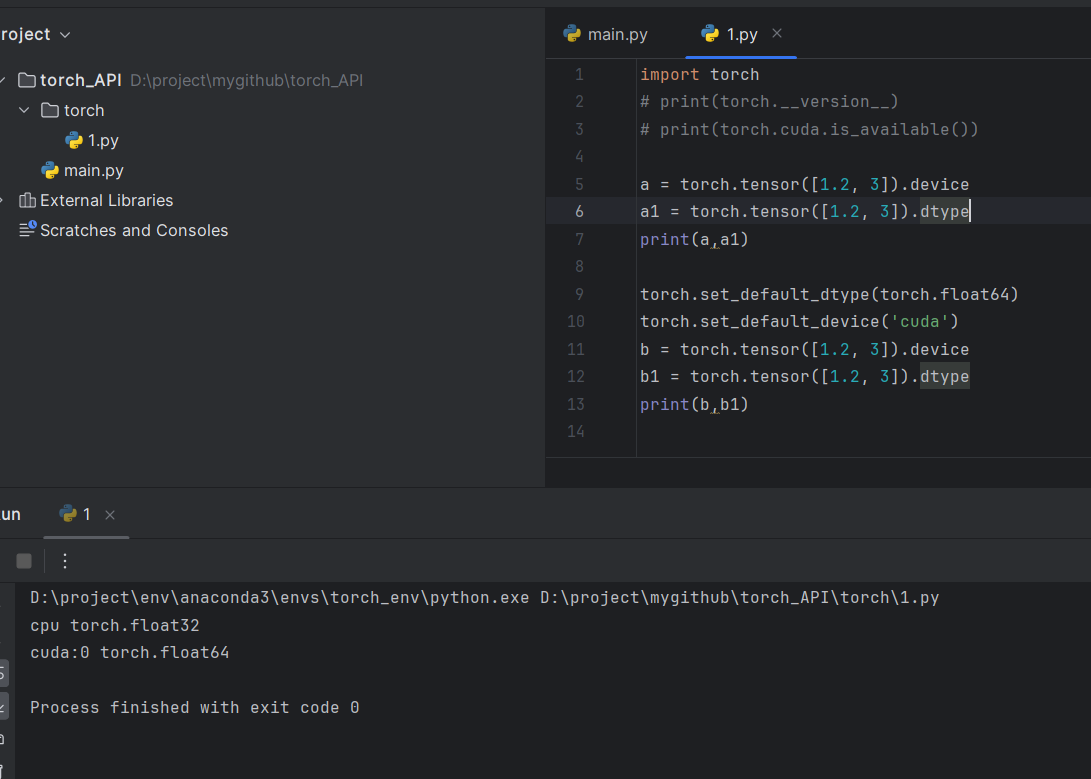 roject
torch_API D:\project\mygithub\torch_API
torch
1.py
main.py
External Libraries
Scratches and Consoles
main.py 1.py
1 import torch
2 # print(torch.__version__)
3 # print(torch.cuda.is_available())
4
5 a = torch.tensor([1.2, 3]).device
6 a1 = torch.tensor([1.2, 3]).dtype
7 print(a,a1)
8
9 torch.set_default_dtype(torch.float64)
10 torch.set_default_device('cuda')
11 b = torch.tensor([1.2, 3]).device
12 b1 = torch.tensor([1.2, 3]).dtype
13 print(b,b1)
14
un 1
D:\project\env\anaconda3\envs\torch_env\python.exe D:\project\mygithub\torch_API\torch\1.py
cpu torch.float32
cuda:0 torch.float64
Process finished with exit code 0